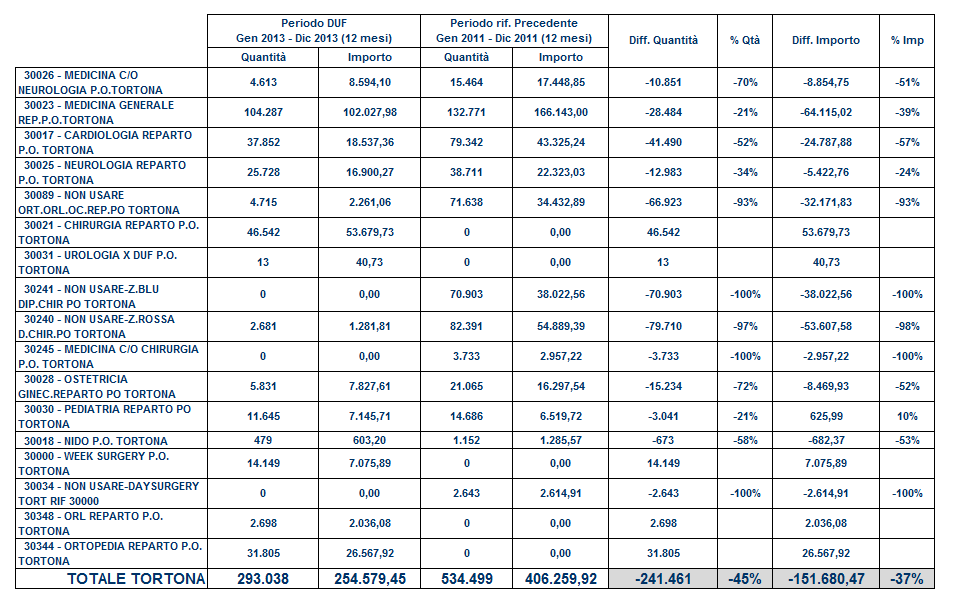 Periodo DUF Periodo rif. Precedente
Gen 2013 - Dic 2013 (12 mesi) Gen 2011 - Dic 2011 (12 mesi) Diff. Quantità % Qtà Diff. Importo % Imp
Quantità Importo Quantità Importo
30026 - MEDICINA C/O
NEUROLOGIA P.O.TORTONA 4.613 8.594,10 15.464 17.448,85 -10.851 -70% -8.854,75 -51%
30023 - MEDICINA GENERALE
REP.P.O.TORTONA 104.287 102.027,98 132.771 166.143,00 -28.484 -21% -64.115,02 -39%
30017 - CARDIOLOGIA REPARTO
P.O. TORTONA 37.852 18.537,36 79.342 43.325,24 -41.490 -52% -24.787,88 -57%
30025 - NEUROLOGIA REPARTO
P.O. TORTONA 25.728 16.900,27 38.711 22.323,03 -12.983 -34% -5.422,76 -24%
30089 - NON USARE
ORT.ORL.OC.REP.PO TORTONA 4.715 2.261,06 71.638 34.432,89 -66.923 -93% -32.171,83 -93%
30021 - CHIRURGIA REPARTO P.O.
TORTONA 46.542 53.679,73 0 0,00 46.542 53.679,73
30031 - UROLOGIA X DUF P.O.
TORTONA 13 40,73 0 0,00 13 40,73
30241 - NON USARE-Z.BLU
DIP.CHIR PO TORTONA 0 0,00 70.903 38.022,56 -70.903 -100% -38.022,56 -100%
30240 - NON USARE-Z.ROSSA
D.CHIR.PO TORTONA 2.681 1.281,81 82.391 54.889,39 -79.710 -97% -53.607,58 -98%
30245 - MEDICINA C/O CHIRURGIA
P.O. TORTONA 0 0,00 3.733 2.957,22 -3.733 -100% -2.957,22 -100%
30028 - OSTETRICIA
GINEC.REPARTO PO TORTONA 5.831 7.827,61 21.065 16.297,54 -15.234 -72% -8.469,93 -52%
30030 - PEDIATRIA REPARTO PO
TORTONA 11.645 7.145,71 14.686 6.519,72 -3.041 -21% 625,99 10%
30018 - NIDO P.O. TORTONA 479 603,20 1.152 1.285,57 -673 -58% -682,37 -53%
30000 - WEEK SURGERY P.O.
TORTONA 14.149 7.075,89 0 0,00 14.149 7.075,89
30034 - NON USARE-DAYSURGERY
TORT RIF 30000 0 0,00 2.643 2.614,91 -2.643 -100% -2.614,91 -100%
30348 - ORL REPARTO P.O.
TORTONA 2.698 2.036,08 0 0,00 2.698 2.036,08
30344 - ORTOPEDIA REPARTO P.O.
TORTONA 31.805 26.567,92 0 0,00 31.805 26.567,92
TOTALE TORTONA 293.038 254.579,45 534.499 406.259,92 -241.461 -45% -151.680,47 -37%